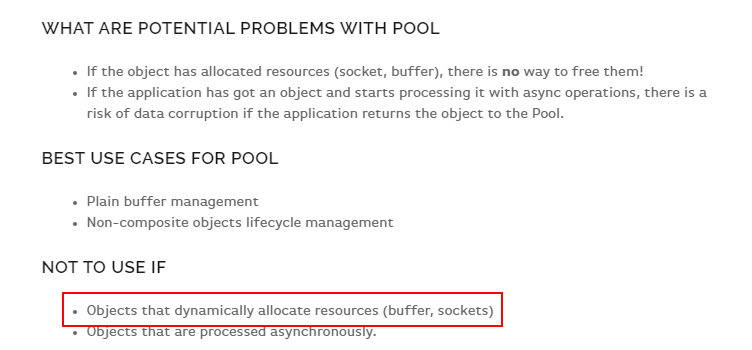 WHAT ARE POTENTIAL PROBLEMS WITH POOL
• If the object has allocated resources (socket, buffer), there is no way to free them!
• If the application has got an object and starts processing it with async operations, there is a
risk of data corruption if the application returns the object to the Pool.
BEST USE CASES FOR POOL
• Plain buffer management
• Non-composite objects lifecycle management
NOT TO USE IF
• Objects that dynamically allocate resources (buffer, sockets)
• Objects that are processed asynchronously.